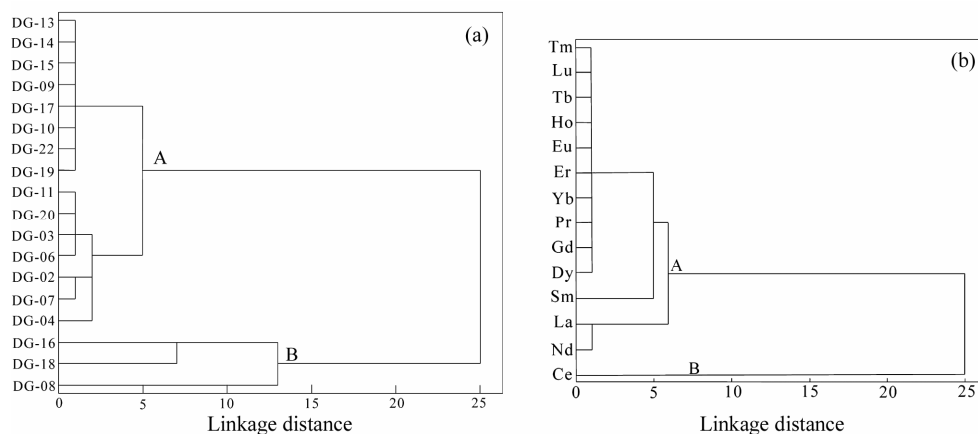 DG-13
DG-14
DG-15
DG-09
DG-17
DG-10
DG-22
DG-19
DG-11
DG-20
DG-03
DG-06
DG-02
DG-07
DG-04
DG-16
DG-18
DG-08
(a)
A
B
0 5 10 15 20 25
Linkage distance
Tm
Lu
Tb
Ho
Eu
Er
Yb
Pr
Gd
Dy
Sm
La
Nd
Ce
(b)
A
B
0 5 10 15 20 25
Linkage distance